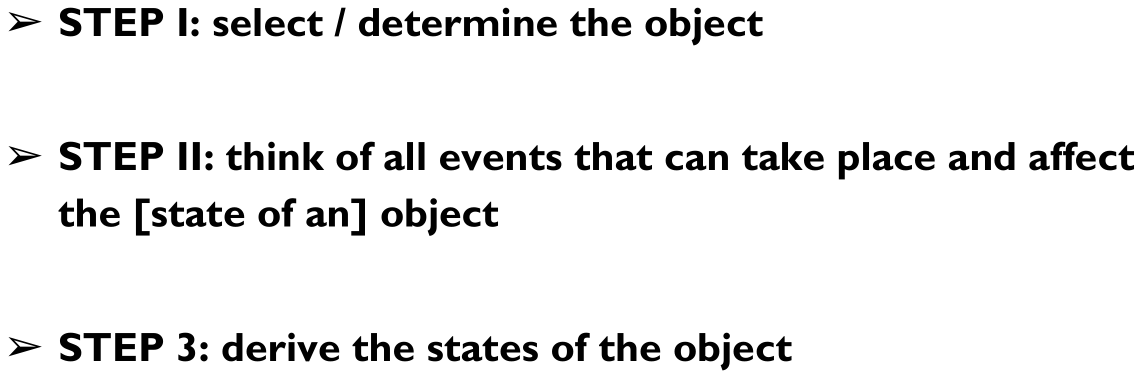 ➢ STEP I: select / determine the object
➢ STEP II: think of all events that can take place and affect
the [state of an] object
➢ STEP 3: derive the states of the object